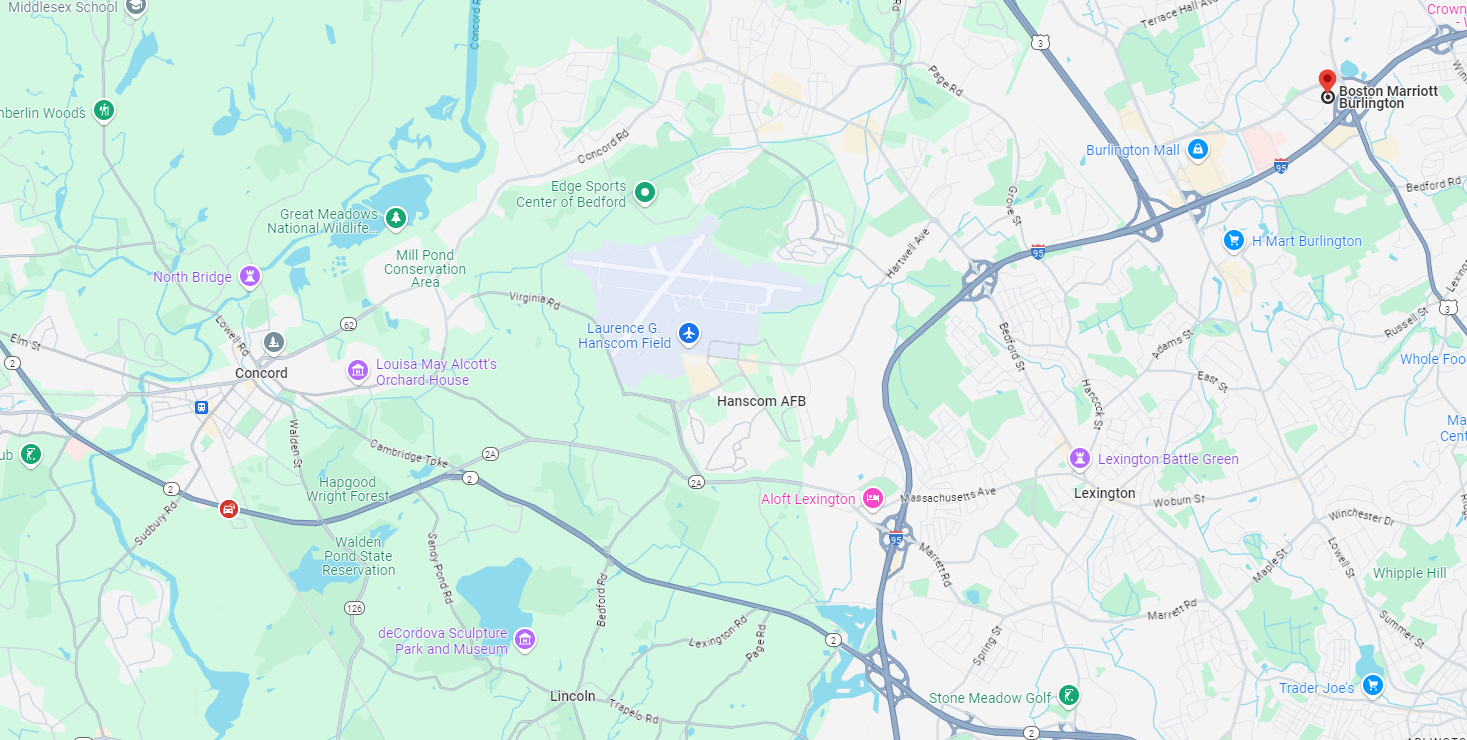 Middlesex School
Concord R
Rd
3
Terrace Hall Ave
Crown
Page Rd
Boston Marriott
Burlington
Concord Rd
Burlington Mall
95
Bedford Rd
Edge Sports
Center of Bedford
Grove St
Great Meadows
National Wildlife...
Hartwell Ave
H Mart Burlington
95
Mill Pond
Conservation
Area
North Bridge
Virginia Rd
3
62
Lowell Rd
Elm St
Laurence G.
Hanscom Field
Bedford St
Adams St
Russell St
2
Louisa May Alcott's
Orchard House
Concord
Whole Foo
East St
Hancock St
Hanscom AFB
Walden St
Ma
Cent
Cambridge Tpke
2A
Lexington Battle Green
ub
2
2
2A
Hapgood
Wright Forest
Aloft Lexington
Massachusetts Ave
Lexington
Woburn St
Sudbury Rd
Winchester Dr
95
Walden
Pond State
Reservation
Sandy Pond Rd
Marrett Rd
Maple St
Lowell St
Whipple Hill
Bedford Rd
126
Marrett Rd
Summer St
deCordova Sculpture
Park and Museum
Lexington Rd
Page Rd
2
Spring St
Lincoln
Trapelo Rd
Stone Meadow Golf
Trader Joe's
2